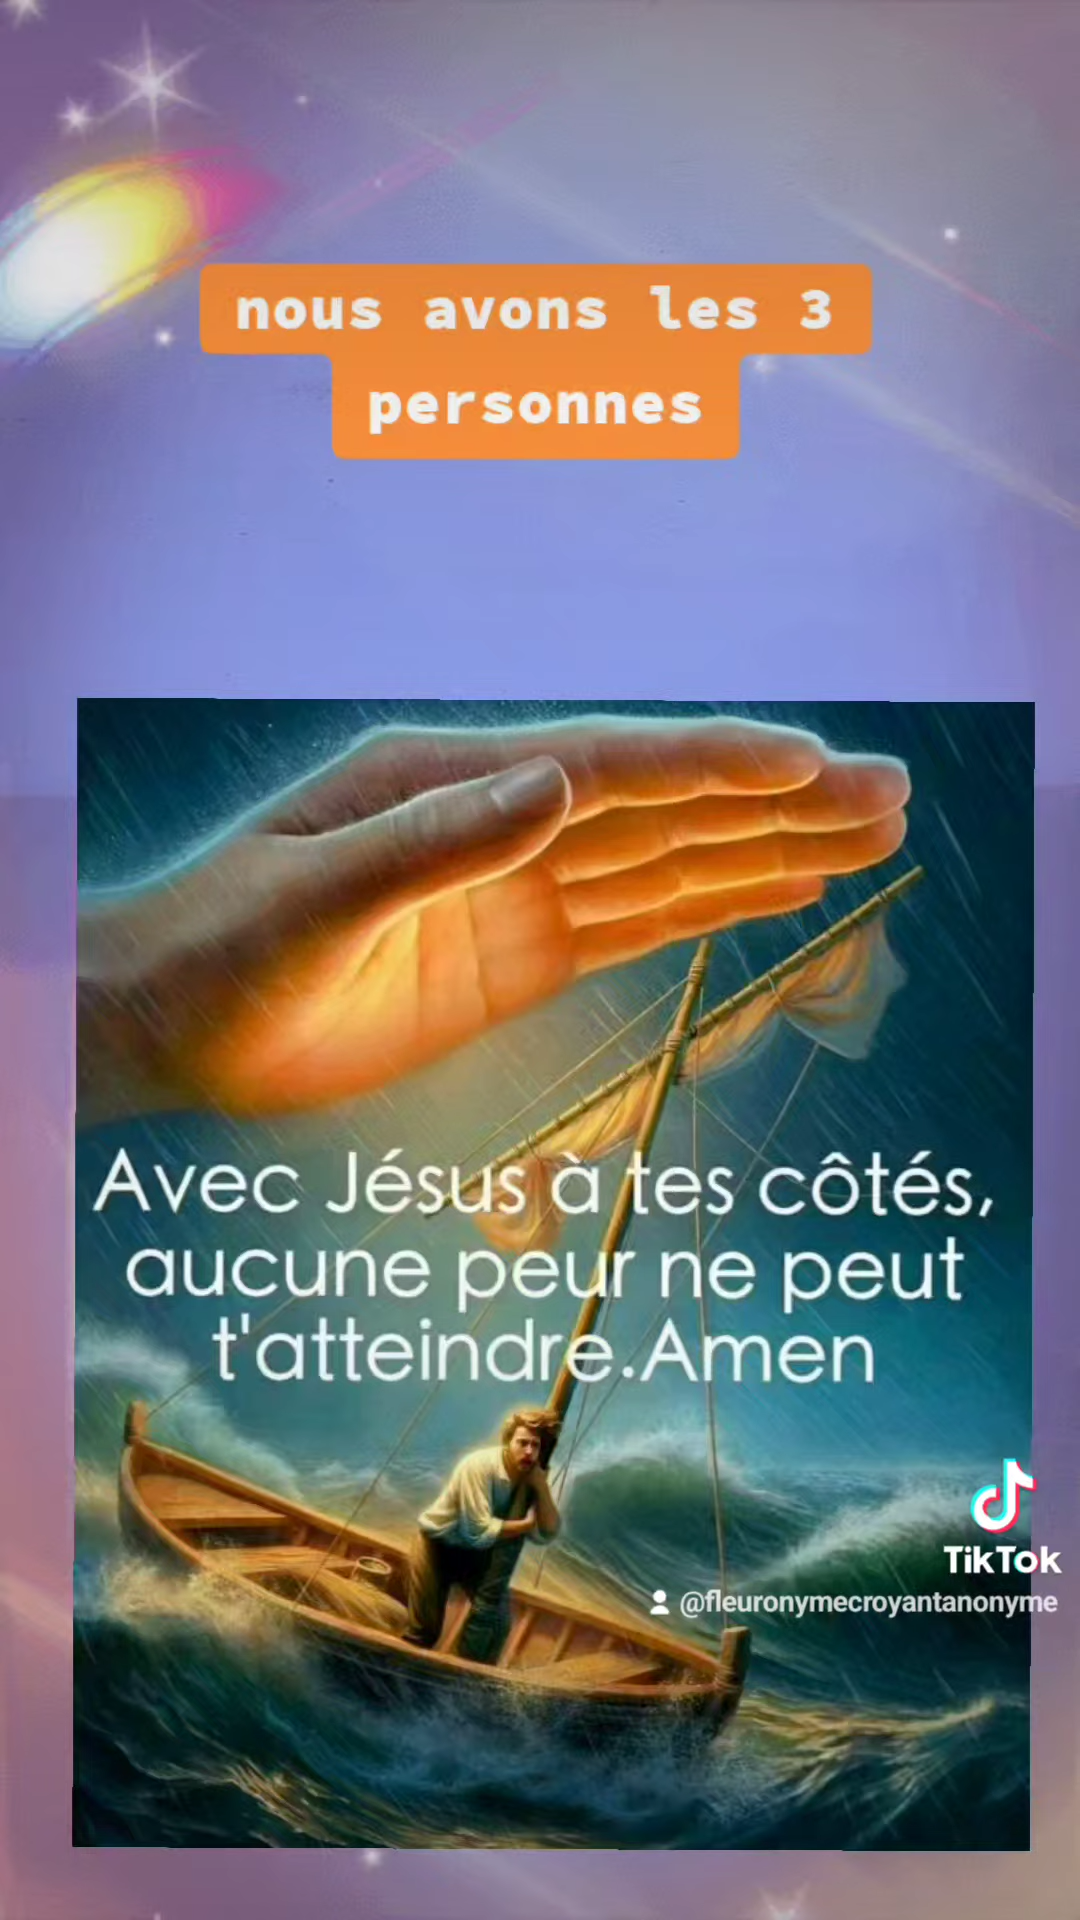 nous avons les 3
personnes
Avec Jésus à tes côtés,
aucune peur ne peut
t'atteindre.Amen
TikTok
@fleuronymecroyantanonyme